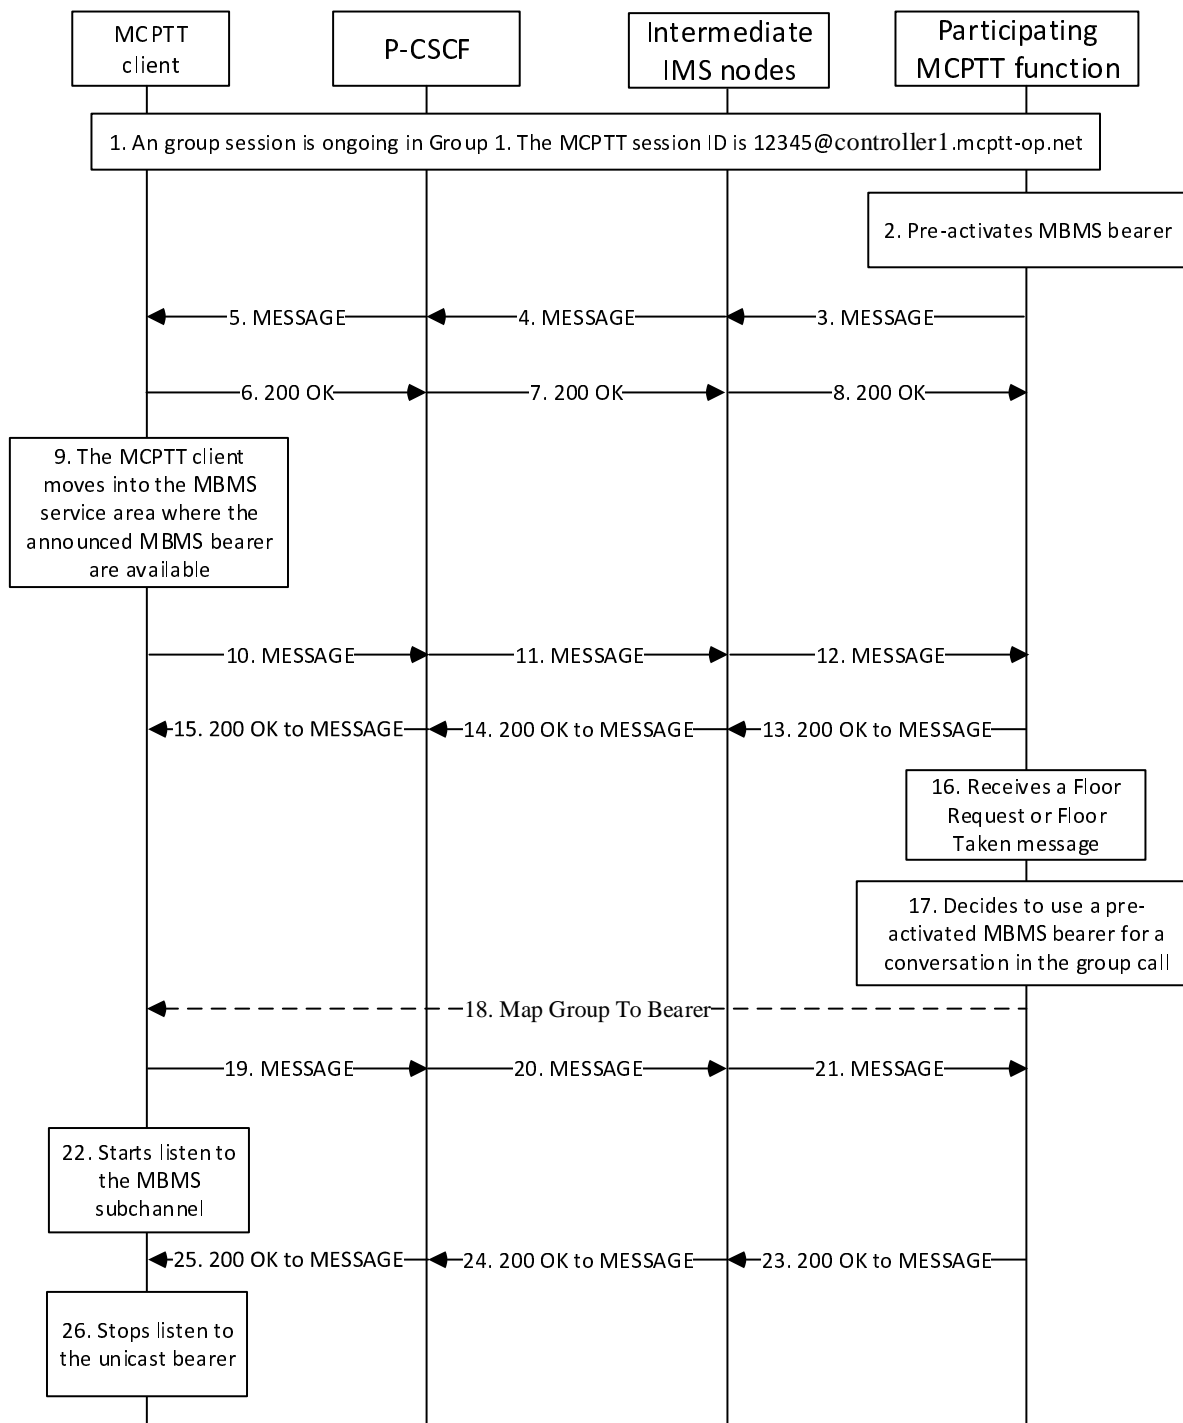 MCPTT
client
P-CSCF
Intermediate
IMS nodes
Participating
MCPTT function
1. An group session is ongoing in Group 1. The MCPTT session ID is 12345@controller1.mcptt-op.net
2. Pre-activates MBMS bearer
5. MESSAGE
4. MESSAGE
3. MESSAGE
6. 200 OK
7. 200 OK
8. 200 OK
9. The MCPTT client
moves into the MBMS
service area where the
announced MBMS bearer
are available
10. MESSAGE
11. MESSAGE
12. MESSAGE
15. 200 OK to MESSAGE
14. 200 OK to MESSAGE
13. 200 OK to MESSAGE
16. Receives a Floor
Request or Floor
Taken message
17. Decides to use a pre-
activated MBMS bearer for a
conversation in the group call
18. Map Group To Bearer
19. MESSAGE
20. MESSAGE
21. MESSAGE
22. Starts listen to
the MBMS
subchannel
25. 200 OK to MESSAGE
24. 200 OK to MESSAGE
23. 200 OK to MESSAGE
26. Stops listen to
the unicast bearer